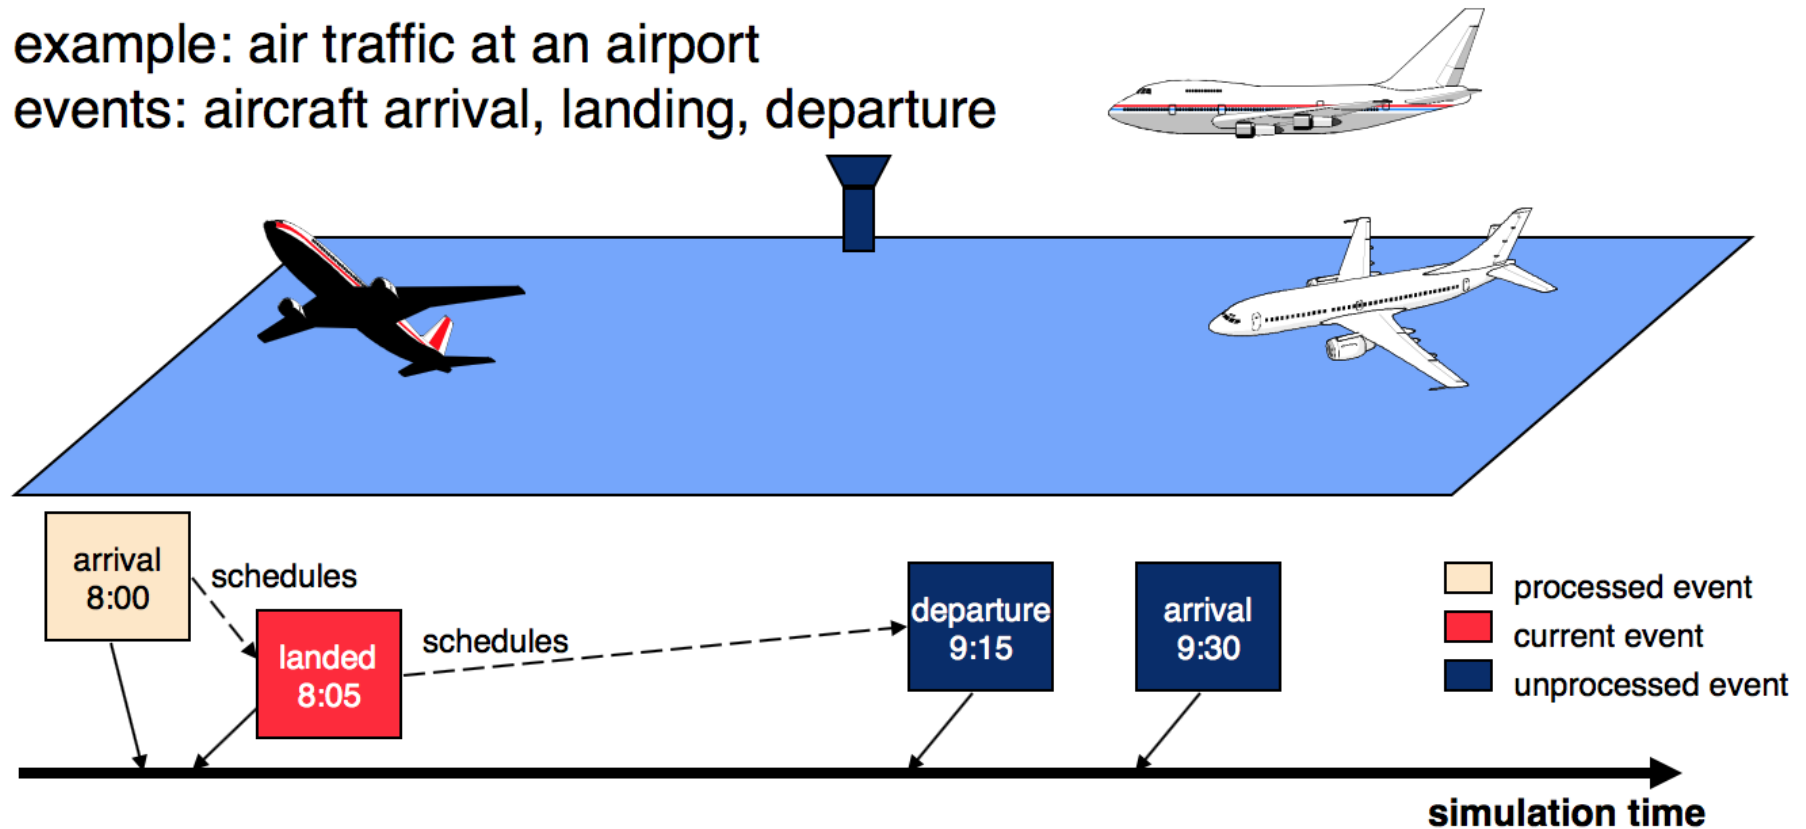 example: air traffic at an airport
events: aircraft arrival, landing, departure
arrival
8:00
schedules
landed
8:05
schedules
departure
9:15
arrival
9:30
processed event
current event
unprocessed event
simulation time